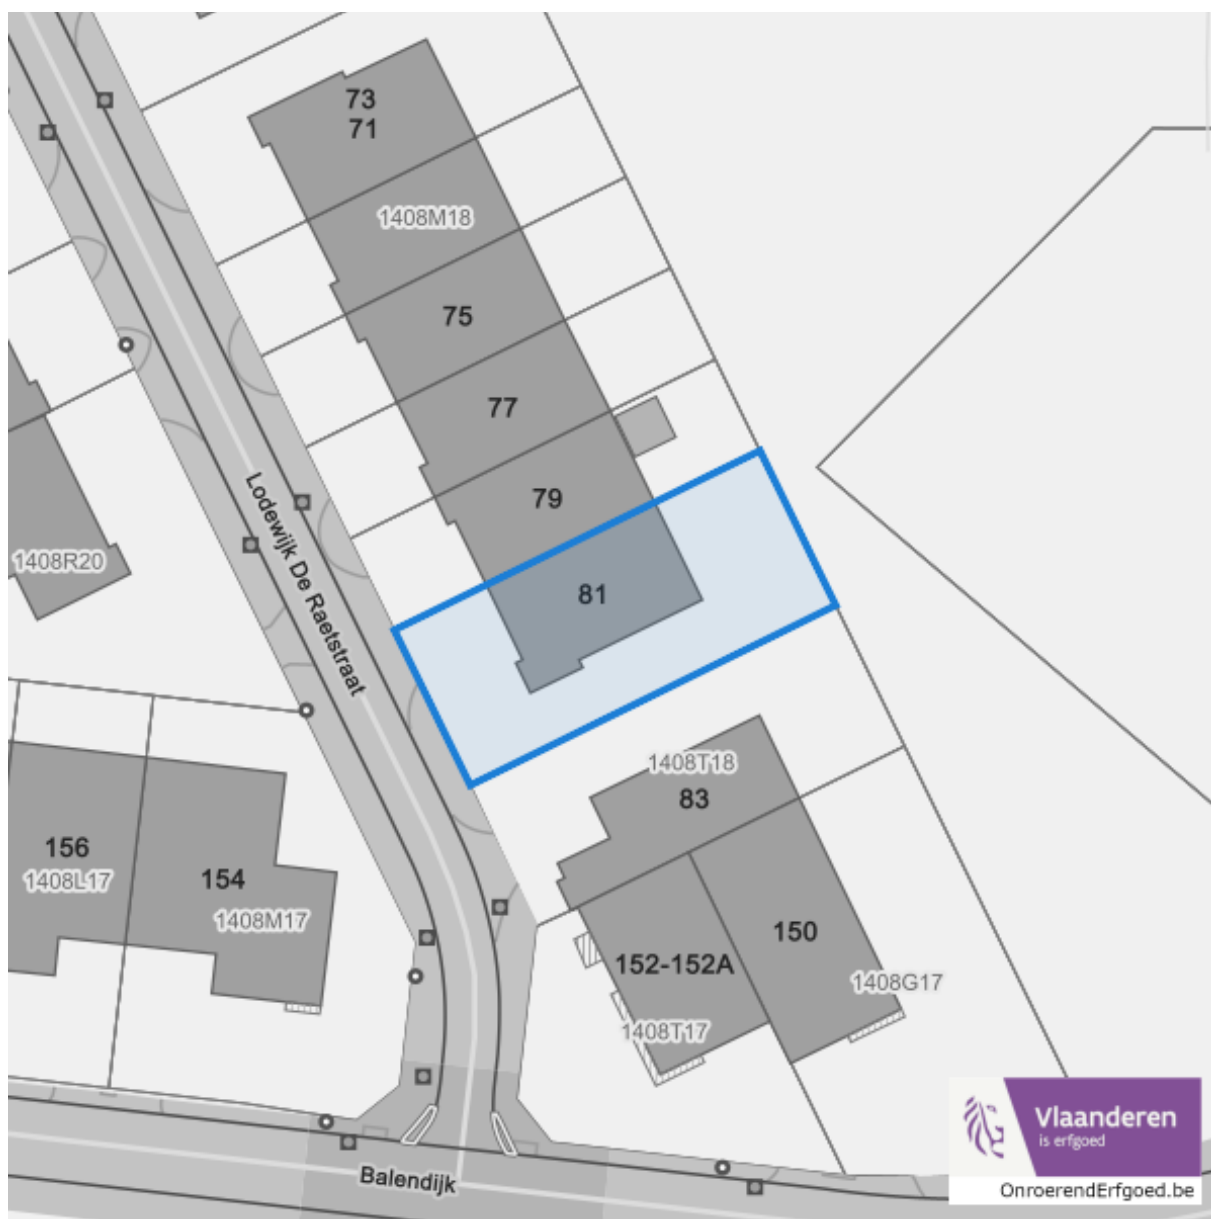 73
71
1408M18
75
77
79
81
Lodewijk De Raetstraat
1408R20
1408T18
83
156
1408L17
154
1408M17
150
152-152A
1408G17
1408T17
Balendijk
Vlaanderen
is erfgoed
OnroerendErfgoed.be